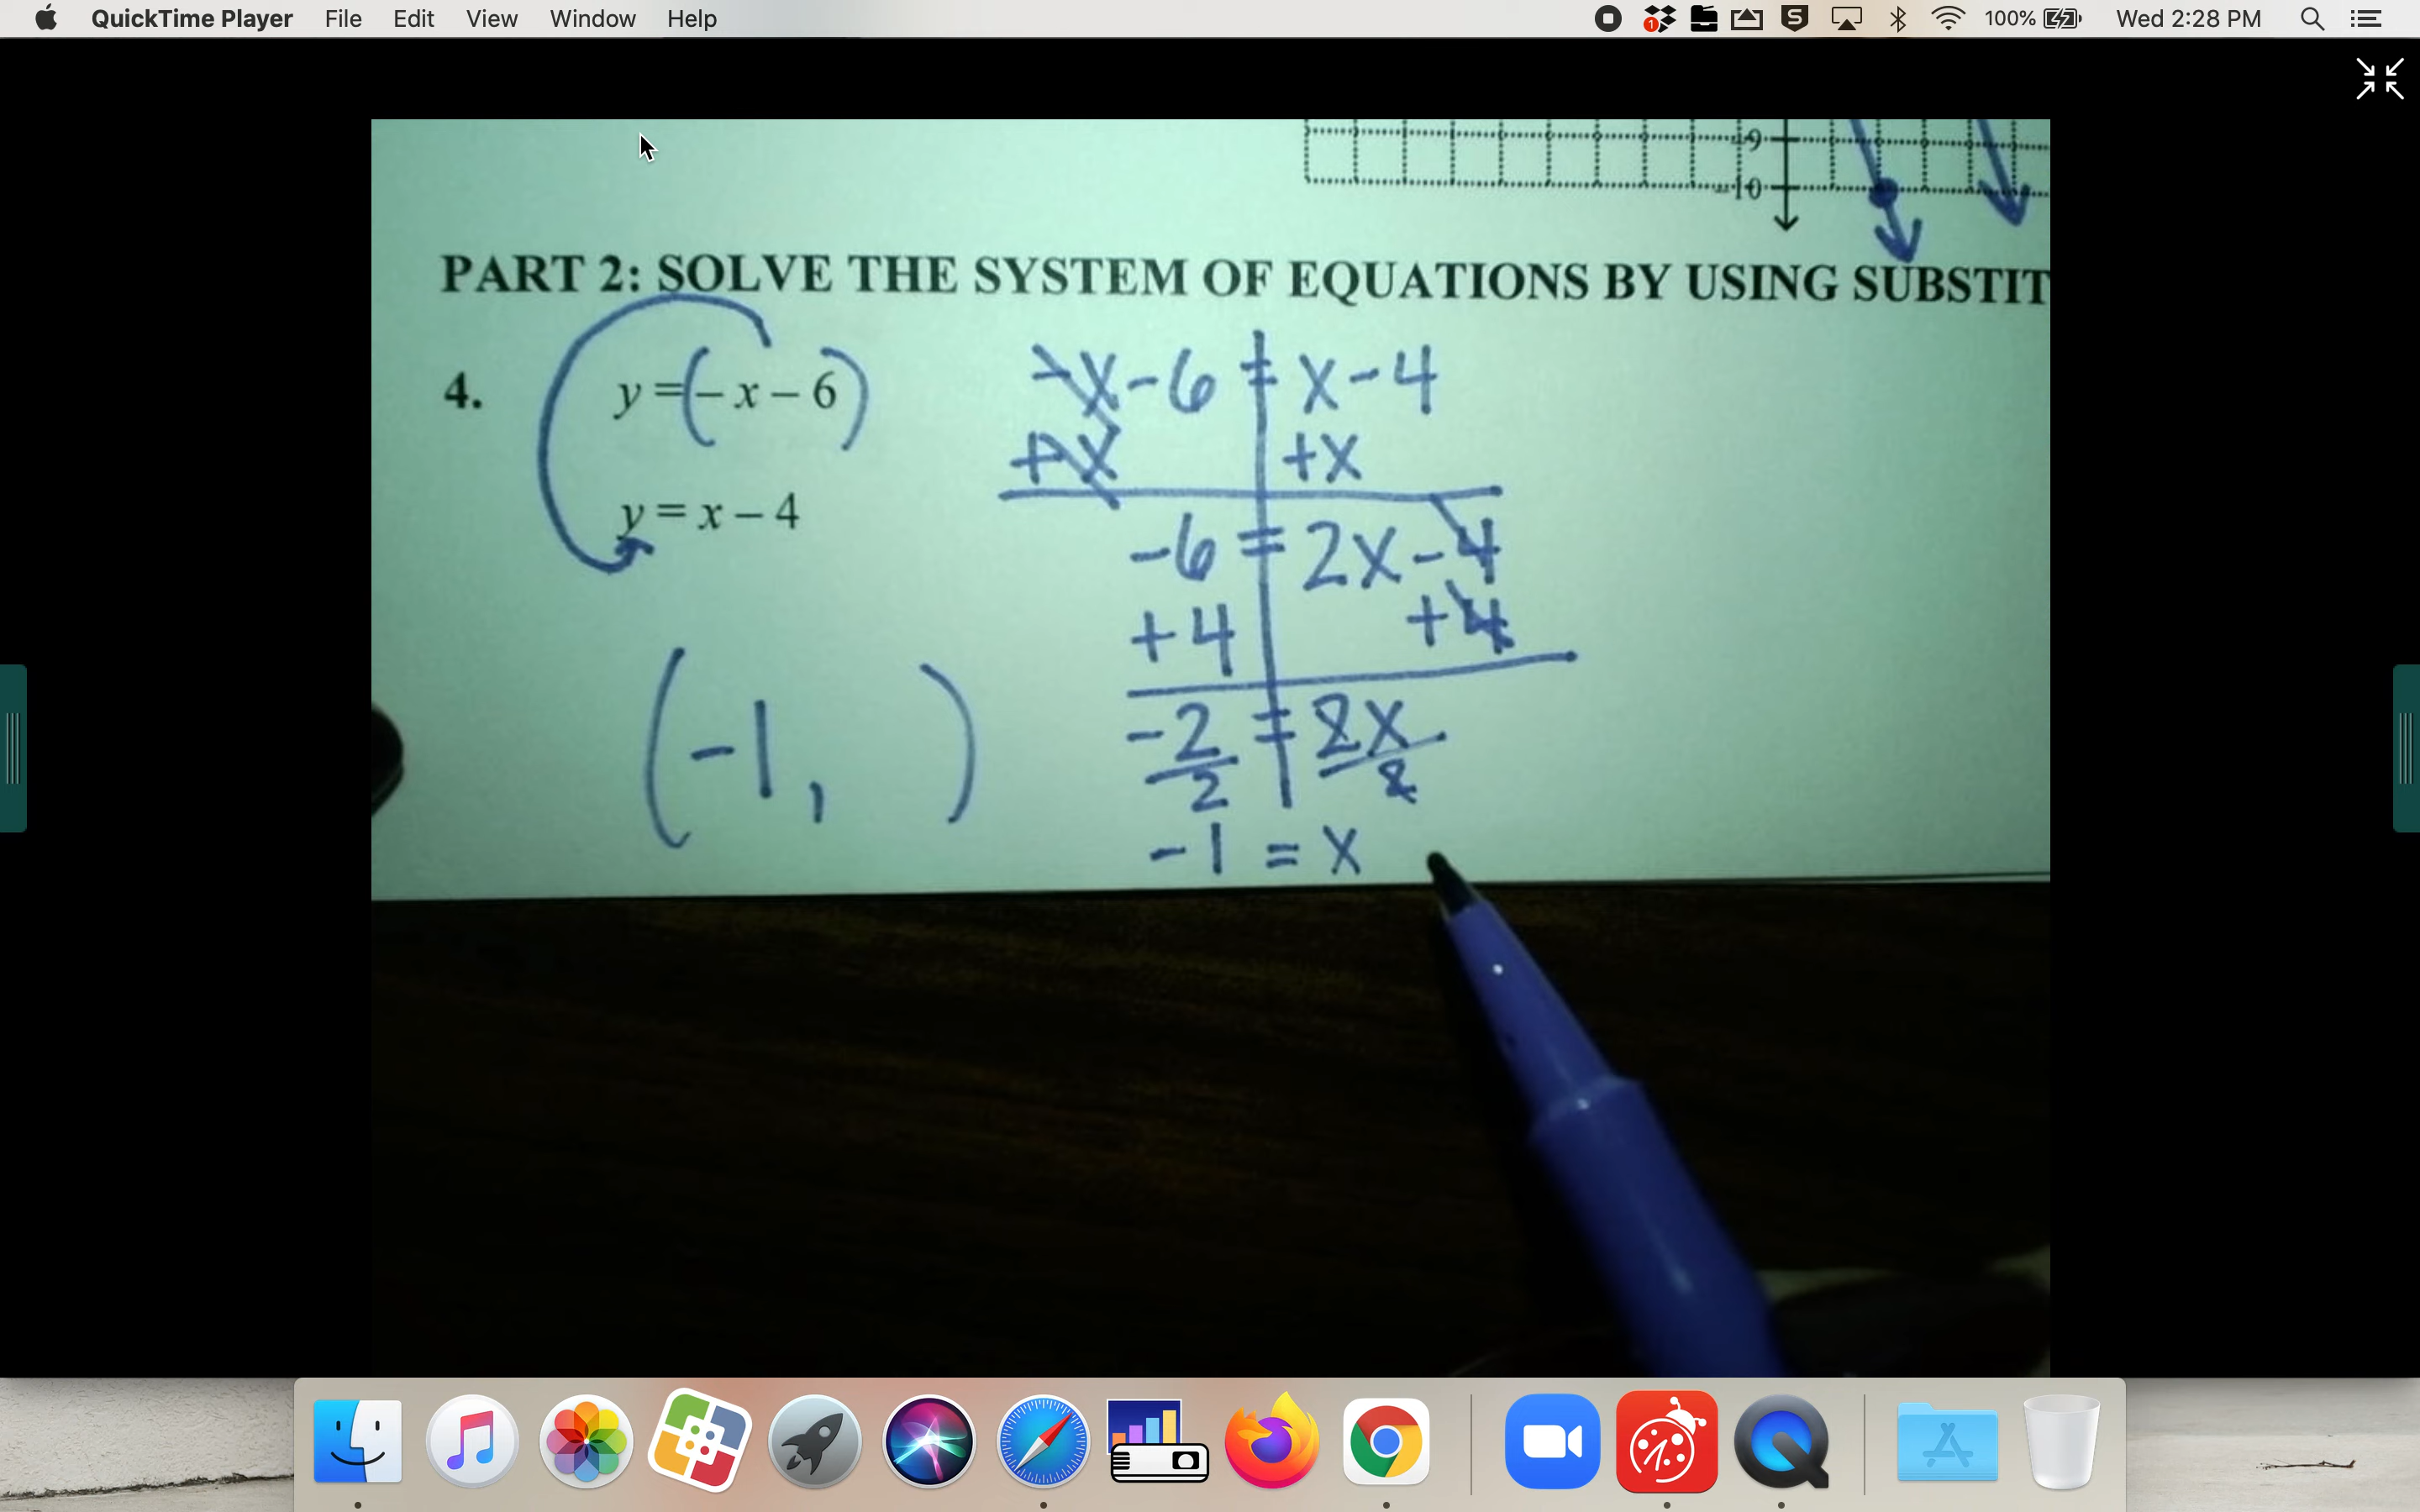 QuickTime Player File Edit View Window Help 1 S 100% Wed 2:28 PM
-9
-10
PART 2: SOLVE THE SYSTEM OF EQUATIONS BY USING SUBSTIT
4. y = (- x - 6)
y = x - 4
(-1, )
-x - 6 = x - 4
+x +x
-6 = 2x - 4
+4 +4
-2 = 2x
2 2
-1 = x